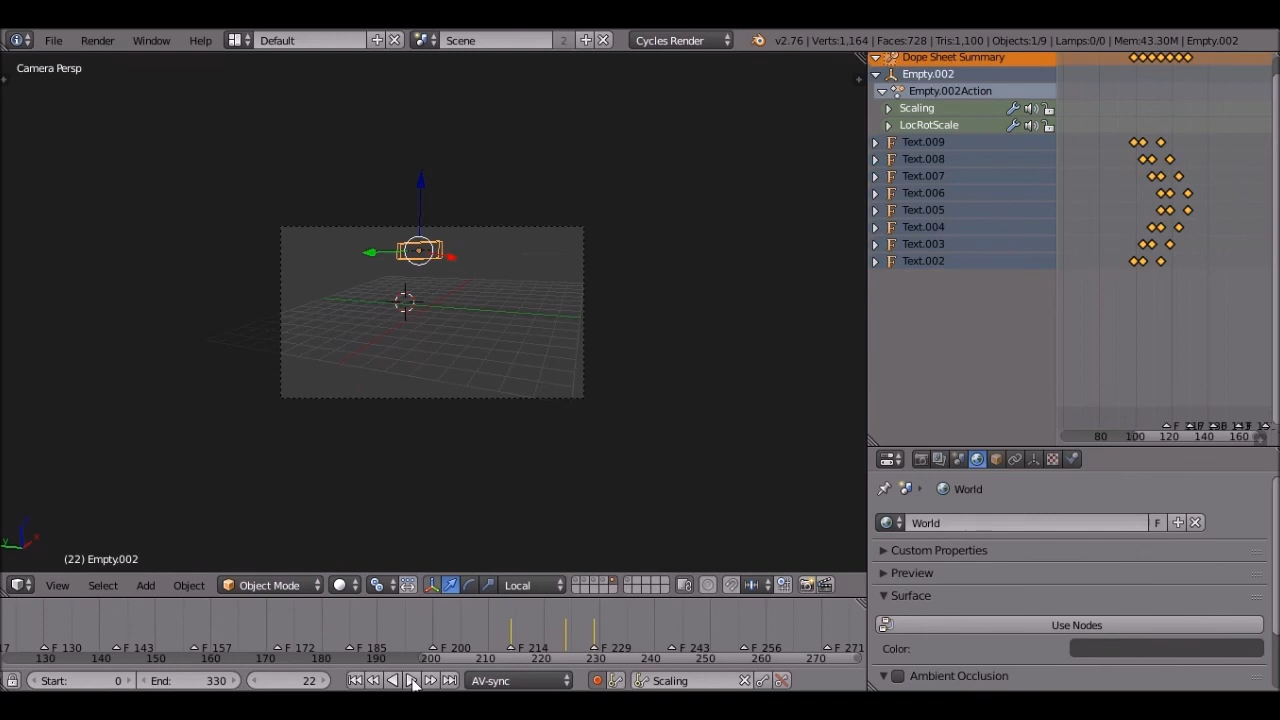 File Render Window Help Default Scene 2 Cycles Render v2.76 | Verts:1,164 | Faces:728 | Tris:1,100 | Objects:1/9 | Lamps:0/0 | Mem:43.30M | Empty.002
Camera Persp
Dope Sheet Summary
Empty.002
Empty.002Action
Scaling
LocRotScale
Text.009
Text.008
Text.007
Text.006
Text.005
Text.004
Text.003
Text.002
80 100 120 140 160
World
World F
Custom Properties
Preview
Surface
Use Nodes
Color:
Ambient Occlusion
(22) Empty.002
View Select Add Object Object Mode Local
F 130 F 143 F 157 F 172 F 185 F 200 F 214 F 229 F 243 F 256 F 271
130 140 150 160 170 180 190 200 210 220 230 240 250 260 270
Start: 0 End: 330 22 AV-sync Scaling